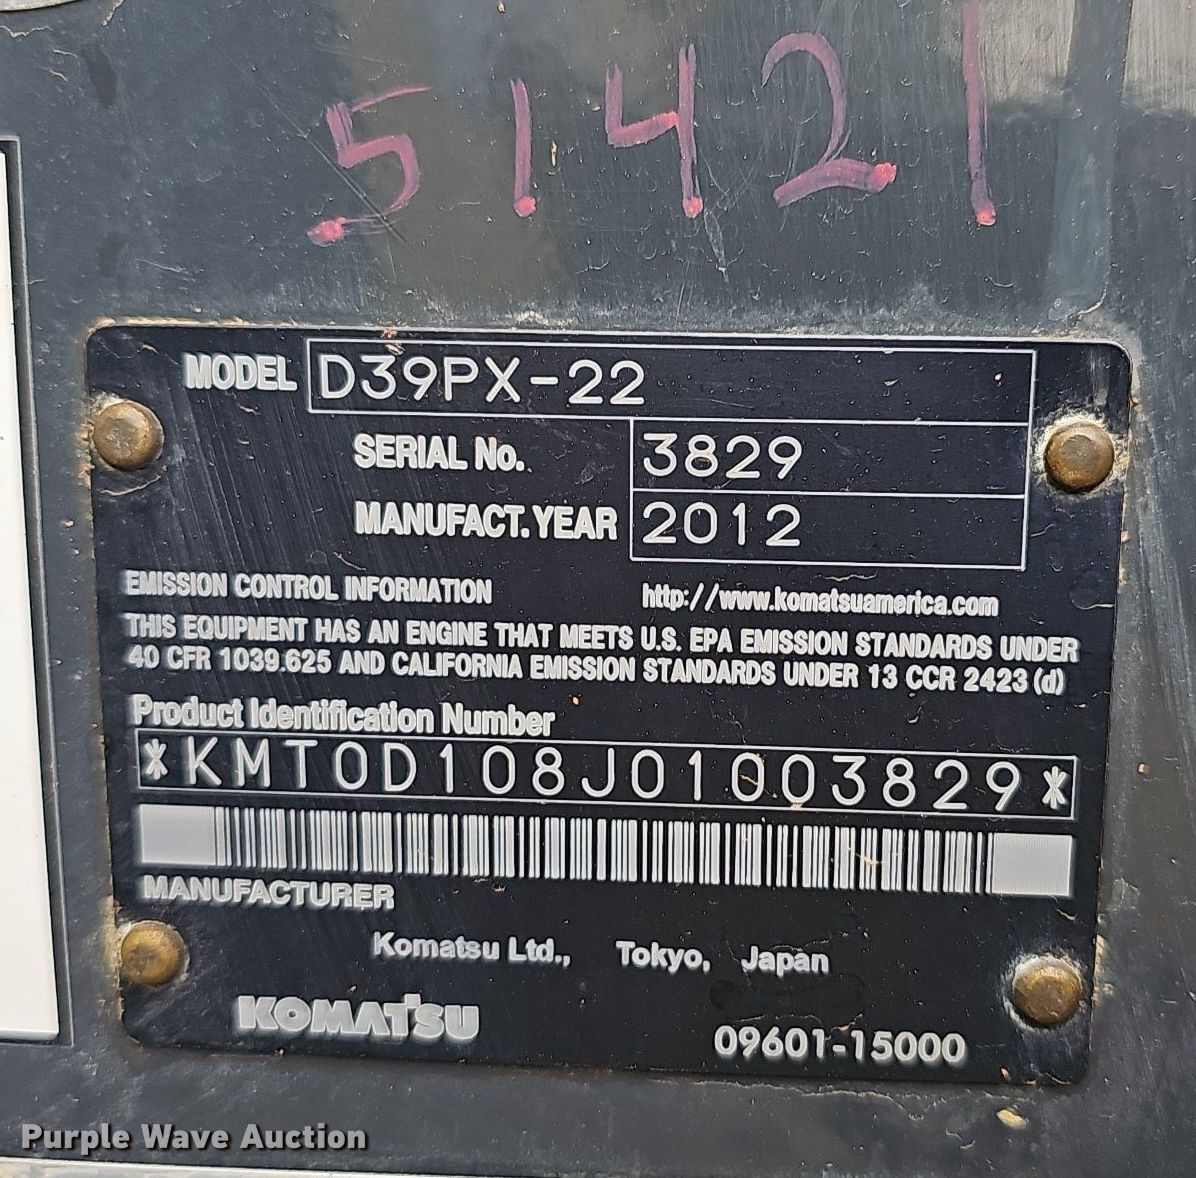 51421
MODEL D39PX-22
SERIAL No. 3829
MANUFACT. YEAR 2012
EMISSION CONTROL INFORMATION http://www.komatsuamerica.com
THIS EQUIPMENT HAS AN ENGINE THAT MEETS U.S. EPA EMISSION STANDARDS UNDER
40 CFR 1039.625 AND CALIFORNIA EMISSION STANDARDS UNDER 13 CCR 2423 (d)
Product Identification Number
*KMT0D108J01003829*
MANUFACTURER
Komatsu Ltd., Tokyo, Japan
KOMATSU 09601-15000
Purple Wave Auction